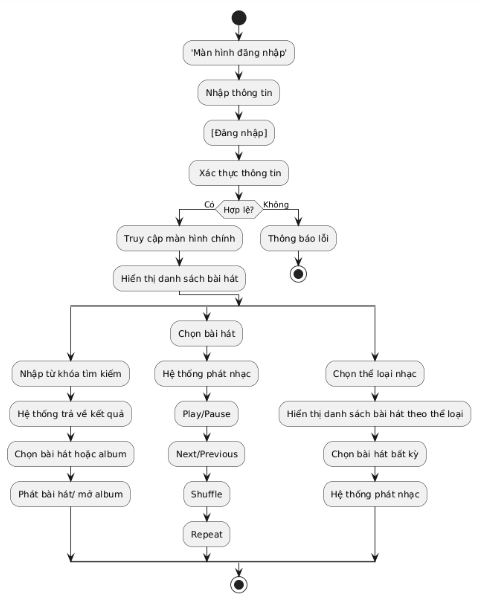 'Màn hình đăng nhập'
Nhập thông tin
[Đăng nhập]
Xác thực thông tin
Có
Hợp lệ?
Không
Truy cập màn hình chính
Thông báo lỗi
Hiển thị danh sách bài hát
Nhập từ khóa tìm kiếm
Hệ thống trả về kết quả
Chọn bài hát hoặc album
Phát bài hát/ mở album
Chọn bài hát
Hệ thống phát nhạc
Play/Pause
Next/Previous
Shuffle
Repeat
Chọn thể loại nhạc
Hiển thị danh sách bài hát theo thể loại
Chọn bài hát bất kỳ
Hệ thống phát nhạc